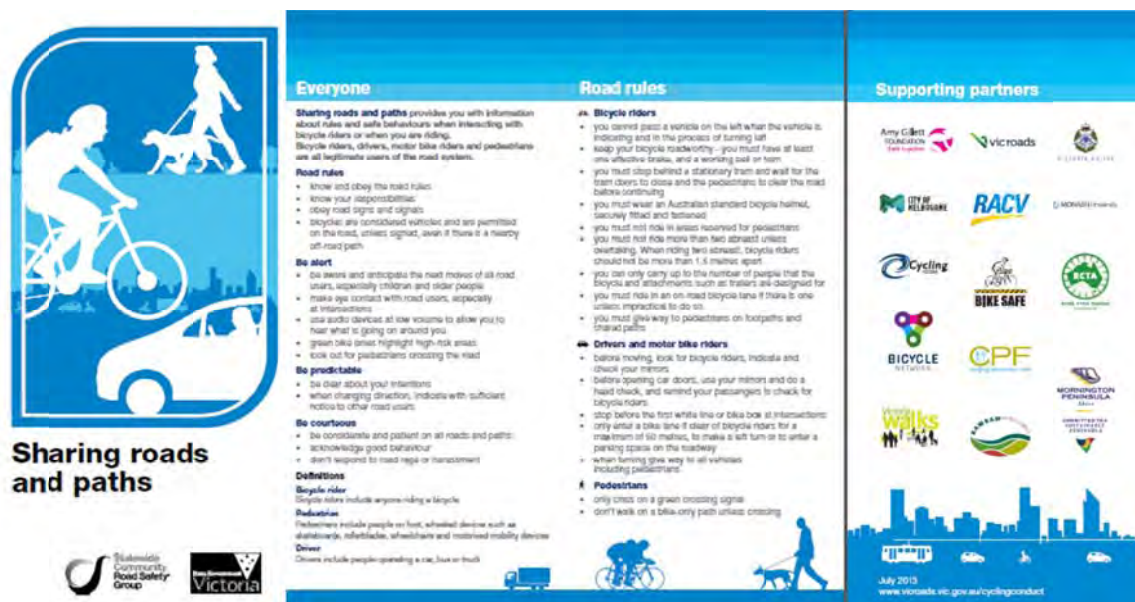 Sharing roads
and paths
Statewide
Community
Road Safety
Group
Victoria
Everyone
Sharing roads and paths provides you with information
about rules and safe behaviours when interacting with
bicycle riders or when you are riding.
Bicycle riders, drivers, motor bike riders and pedestrians
are all legitimate users of the road system.
Road rules
know and obey the road rules
know your responsibilities
obey road signs and signals
bicycles are considered vehicles and are permitted
on the road, unless signed, even if there is a nearby
off-road path
Be alert
be aware and anticipate the next moves of all road
users, especially children and older people
make eye contact with road users, especially
at intersections
use audio devices at low volume to allow you to
hear what is going on around you
green bike lanes highlight high-risk areas
look out for pedestrians crossing the road
Be predictable
be clear about your intentions
when changing direction, indicate with sufficient
notice to other road users
Be courteous
be considerate and patient on all roads and paths
acknowledge good behaviour
don't respond to road rage or harassment
Definitions
Bicycle rider
Bicycle riders include anyone riding a bicycle
Pedestrian
Pedestrians include people on foot, wheeled devices such as
skateboards, rollerblades, wheelchairs and motorised mobility devices
Driver
Drivers include people operating a car, bus or truck
Road rules
Bicycle riders
you cannot pass a vehicle on the left when the vehicle is
indicating and in the process of turning left
keep your bicycle roadworthy - you must have at least
one effective brake, and a working bell or horn
you must stop behind a stationary tram and wait for the
tram doors to close and the pedestrians to clear the road
before continuing
you must wear an Australian standard bicycle helmet,
securely fitted and fastened
you must not ride in areas reserved for pedestrians
you must not ride more than two abreast unless
overtaking. When riding two abreast, bicycle riders
should not be more than 1.5 metres apart
you can only carry up to the number of people that the
bicycle and attachments such as trailers are designed for
you must ride in an on-road bicycle lane if there is one
unless impractical to do so
you must give way to pedestrians on footpaths and
shared paths
Drivers and motor bike riders
before moving, look for bicycle riders, indicate and
check your mirrors
before opening car doors, use your mirrors and do a
head check, and remind your passengers to check for
bicycle riders
stop before the first white line or bike box at intersections
only enter a bike lane if clear of bicycle riders for a
maximum of 50 metres, to make a left turn or to enter a
parking space on the roadway
when turning give way to all vehicles
including pedestrians
Pedestrians
only cross on a green crossing signal
don't walk on a bike-only path unless crossing
Supporting partners
Amy Gillett
FOUNDATION
vicroads
CITY OF
MELBOURNE
RACV
Cycling
BIKE SAFE
BCTA
BICYCLE
NETWORK
CPF
MORNINGTON
PENINSULA
Shire
Victoria
walks
COMMITTED TO A
SUSTAINABLE
PENINSULA
July 2013
www.vicroads.vic.gov.au/cyclingconduct